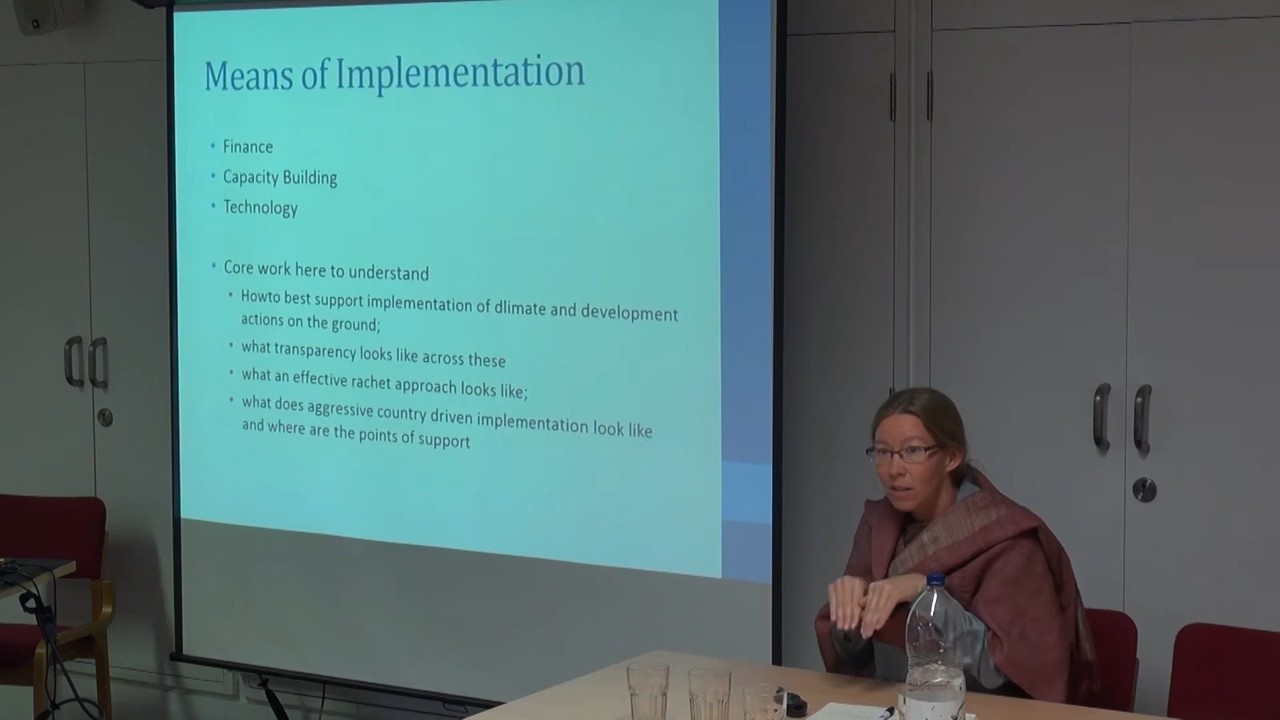 Means of Implementation
• Finance
• Capacity Building
• Technology
• Core work here to understand
• Howto best support implementation of dlimate and development
actions on the ground;
• what transparency looks like across these
• what an effective rachet approach looks like;
• what does aggressive country driven implementation look like
and where are the points of support